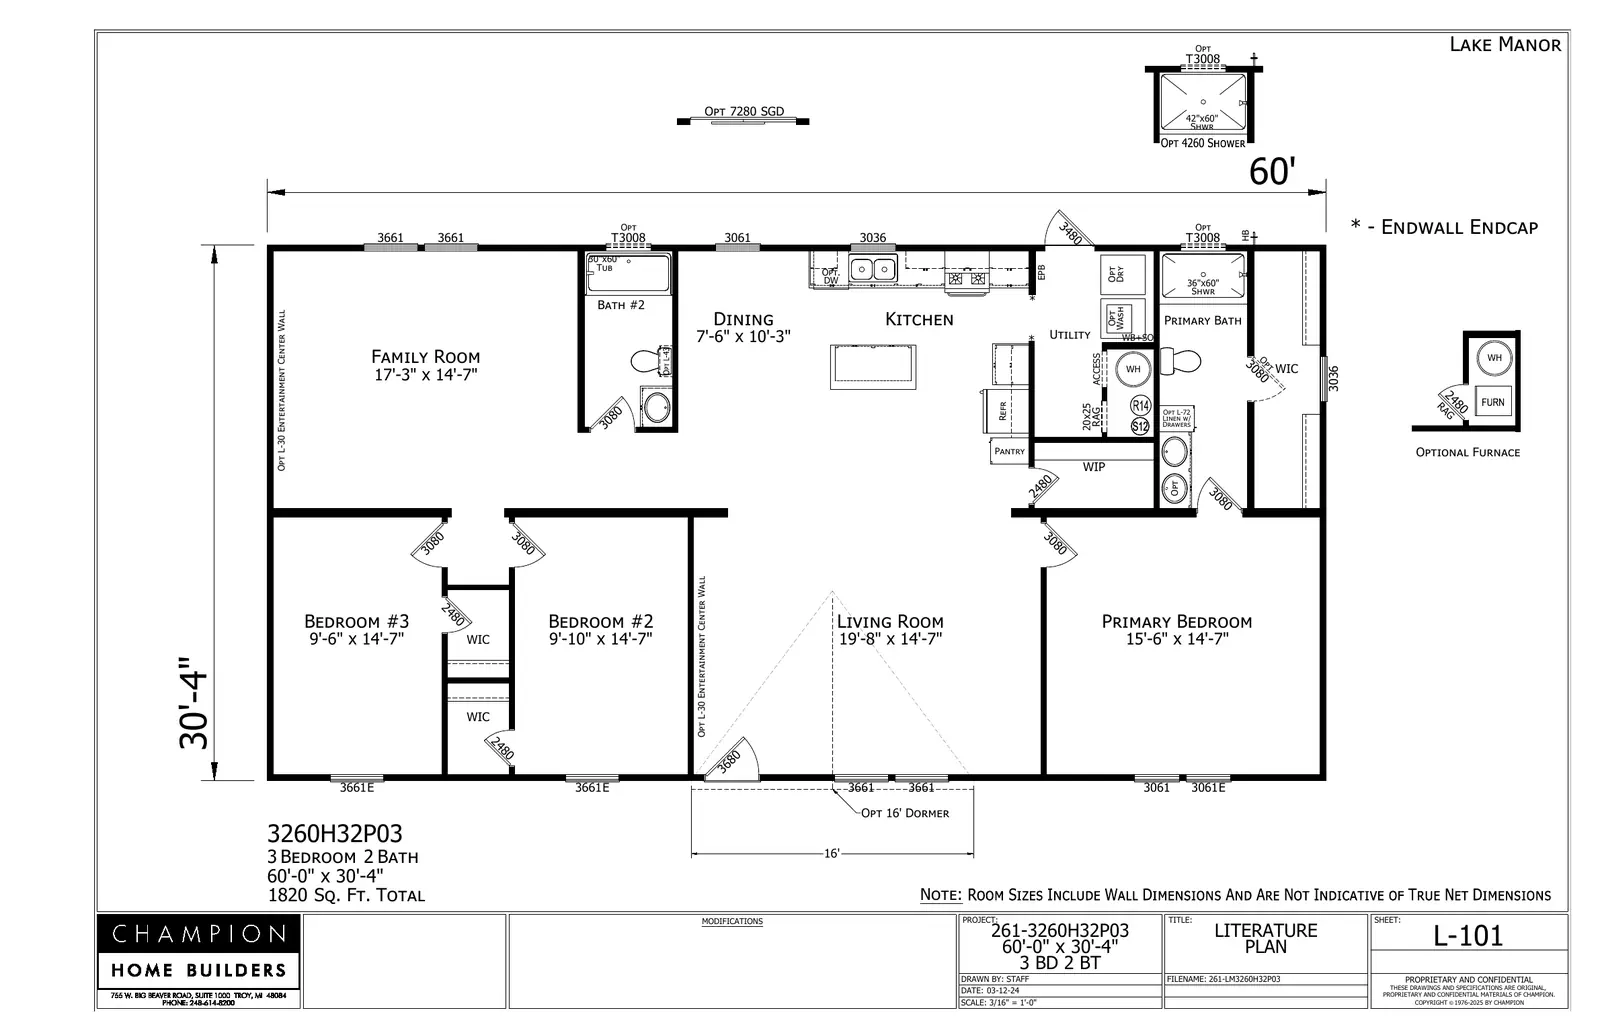 Lake Manor
Opt
T3008
42"x60"
Shwr
Opt 4260 Shower
Opt 7280 SGD
60'
* - Endwall Endcap
3661
3661
Opt
T3008
3061
3036
3480
Opt
T3008
HB
30"x60"
Tub
Bath #2
Opt L-43
3080
Opt L-30 Entertainment Center Wall
Family Room
17'-3" x 14'-7"
Dining
7'-6" x 10'-3"
Kitchen
OPT.
DW
EPB
*
*
Opt
Dry
Opt
Wash
WB+SO
Utility
ACCESS
WH
20x25
RAG
R14
S12
Refr
Pantry
WIP
2480
36"x60"
Shwr
Primary Bath
Opt L-72
Linen w/
Drawers
OPT
3080
Opt
3080
WIC
3036
WH
FURN
2480
RAG
Optional Furnace
3080
3080
3080
Bedroom #3
9'-6" x 14'-7"
2480
WIC
WIC
2480
Bedroom #2
9'-10" x 14'-7"
Opt L-30 Entertainment Center Wall
Living Room
19'-8" x 14'-7"
Primary Bedroom
15'-6" x 14'-7"
30'-4"
3680
3661E
3661E
3661
3661
3061
3061E
Opt 16' Dormer
16'
3260H32P03
3 Bedroom 2 Bath
60'-0" x 30'-4"
1820 Sq. Ft. Total
Note: Room Sizes Include Wall Dimensions And Are Not Indicative of True Net Dimensions
CHAMPION
HOME BUILDERS
755 W. BIG BEAVER ROAD, SUITE 1000 TROY, MI 48084
PHONE: 248-614-8200
MODIFICATIONS
PROJECT:
261-3260H32P03
60'-0" x 30'-4"
3 BD 2 BT
DRAWN BY: STAFF
DATE: 03-12-24
SCALE: 3/16" = 1'-0"
TITLE:
LITERATURE
PLAN
FILENAME: 261-LM3260H32P03
SHEET:
L-101
PROPRIETARY AND CONFIDENTIAL
THESE DRAWINGS AND SPECIFICATIONS ARE ORIGINAL,
PROPRIETARY AND CONFIDENTIAL MATERIALS OF CHAMPION.
COPYRIGHT © 1976-2025 BY CHAMPION